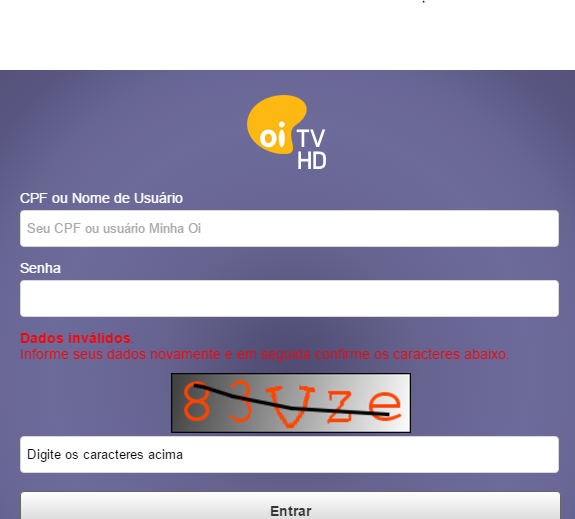 oi TV
HD
CPF ou Nome de Usuário
Seu CPF ou usuário Minha Oi
Senha
Dados inválidos.
Informe seus dados novamente e em seguida confirme os caracteres abaixo.
83Vze
Digite os caracteres acima
Entrar